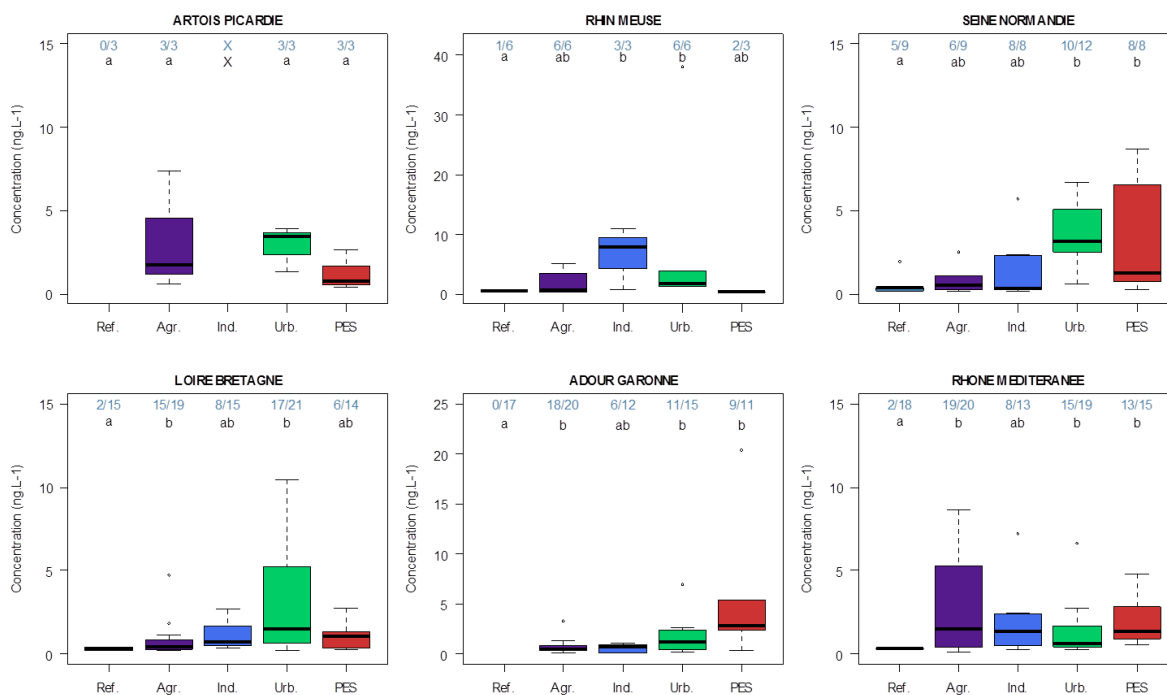 ARTOIS PICARDIE
0/3 3/3 X 3/3 3/3
a a X a a
15
10
5
0
Concentration (ng.L-1)
Ref. Agr. Ind. Urb. PES
RHIN MEUSE
1/6 6/6 3/3 6/6 2/3
a ab b b ab
40
30
20
10
0
Concentration (ng.L-1)
Ref. Agr. Ind. Urb. PES
SEINE NORMANDIE
5/9 6/9 8/8 10/12 8/8
a ab ab b b
15
10
5
0
Concentration (ng.L-1)
Ref. Agr. Ind. Urb. PES
LOIRE BRETAGNE
2/15 15/19 8/15 17/21 6/14
a b ab b ab
15
10
5
0
Concentration (ng.L-1)
Ref. Agr. Ind. Urb. PES
ADOUR GARONNE
0/17 18/20 6/12 11/15 9/11
a b ab b b
25
20
15
10
5
0
Concentration (ng.L-1)
Ref. Agr. Ind. Urb. PES
RHONE MEDITERANEE
2/18 19/20 8/13 15/19 13/15
a b ab b b
15
10
5
0
Concentration (ng.L-1)
Ref. Agr. Ind. Urb. PES